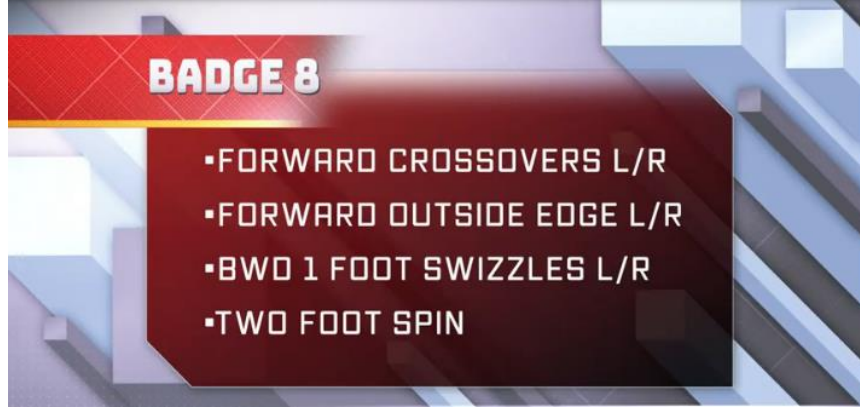 BADGE 8
▪FORWARD CROSSOVERS L/R
▪FORWARD OUTSIDE EDGE L/R
▪BWD 1 FOOT SWIZZLES L/R
▪TWO FOOT SPIN